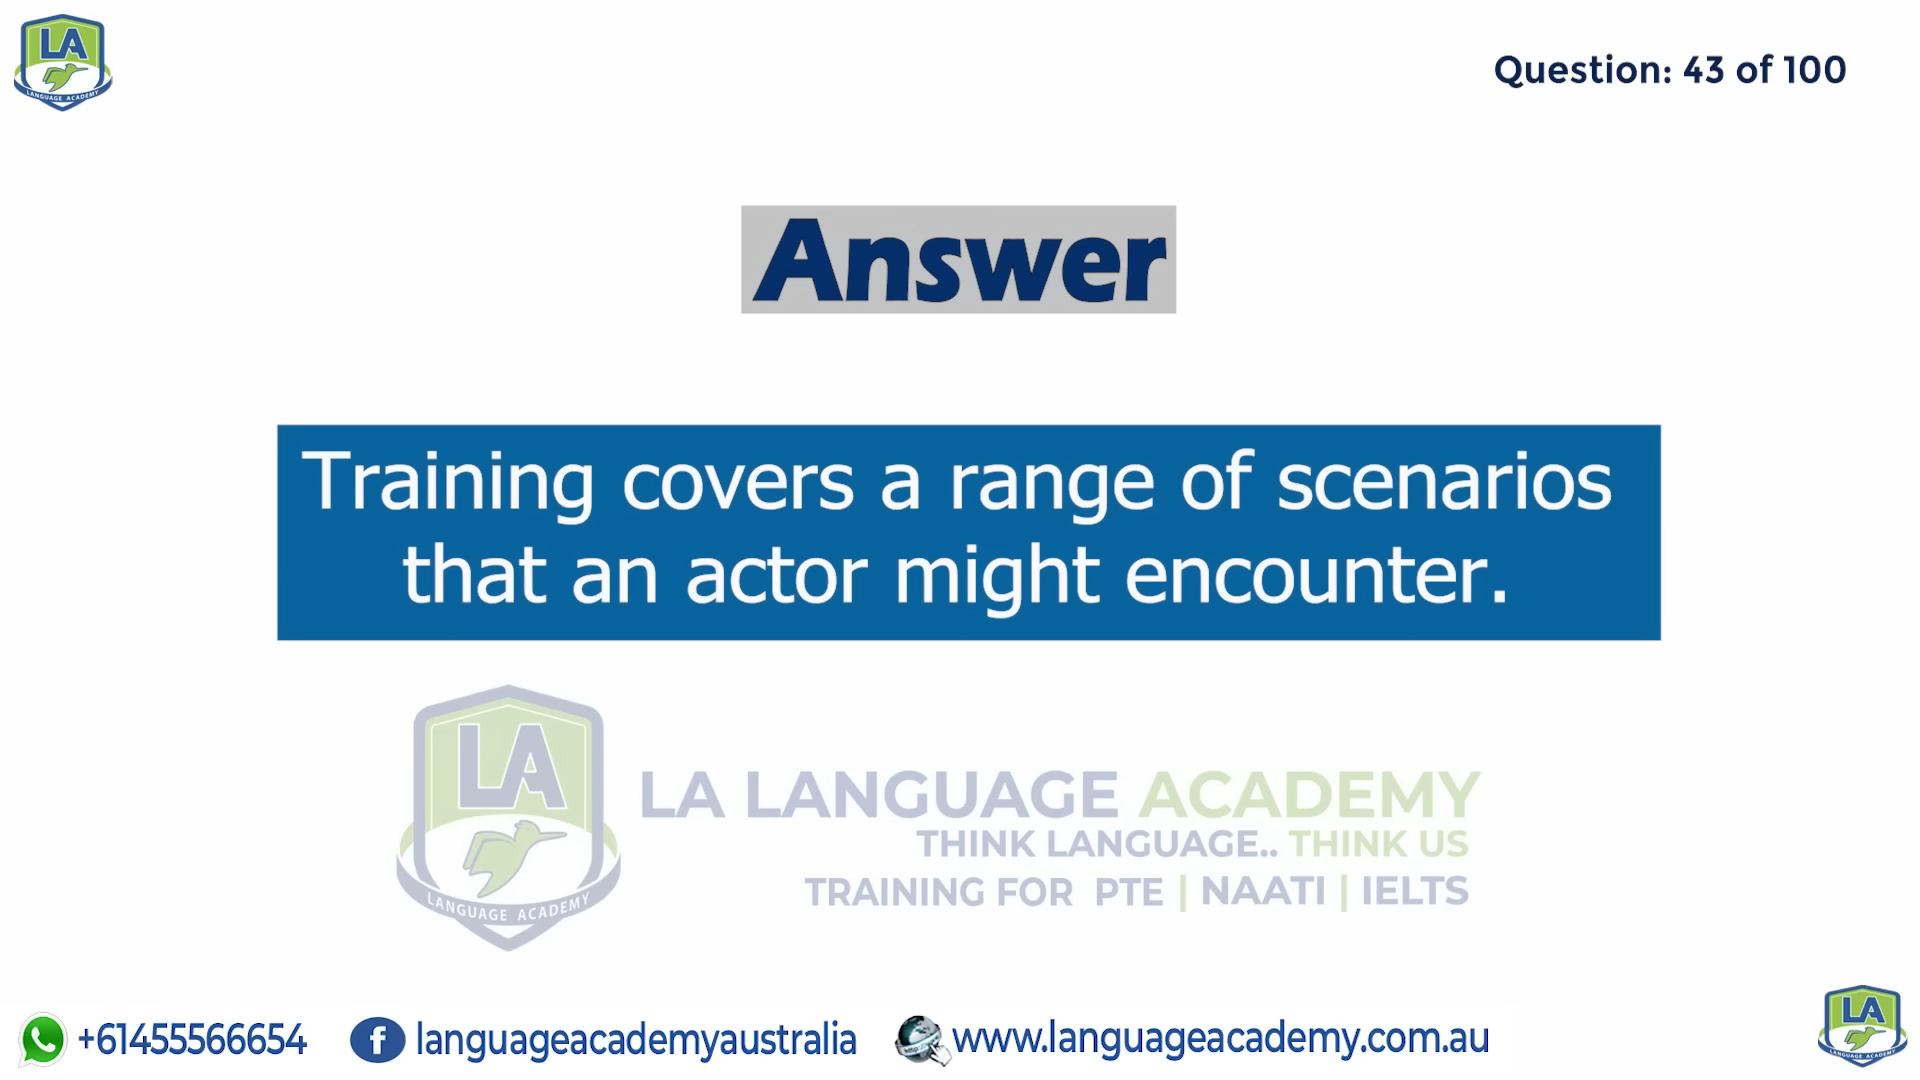 LA
LANGUAGE ACADEMY
Question: 43 of 100
Answer
Training covers a range of scenarios
that an actor might encounter.
LA
LANGUAGE ACADEMY
LA LANGUAGE ACADEMY
THINK LANGUAGE.. THINK US
TRAINING FOR PTE | NAATI | IELTS
+61455566654
f languageacademyaustralia
www.languageacademy.com.au
LA
LANGUAGE ACADEMY